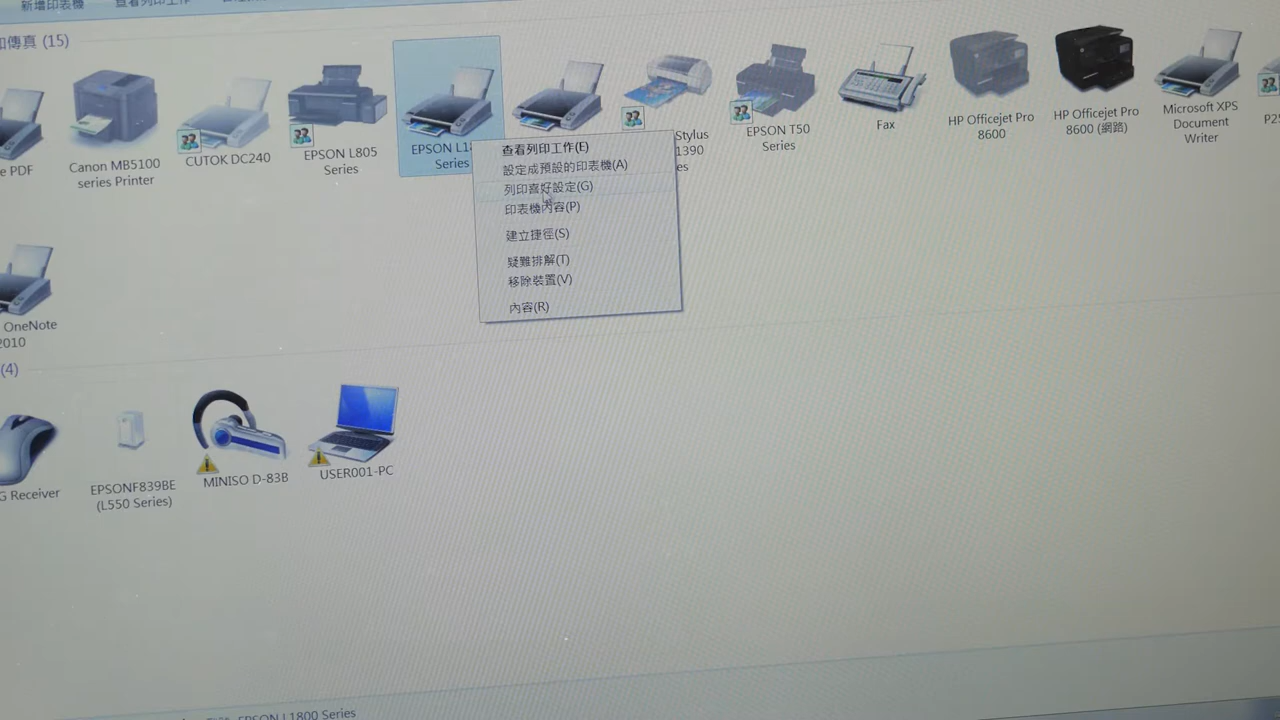 新增印表機
查看列印工作
和傳真 (15)
PDF
Canon MB5100
series Printer
CUTOK DC240
EPSON L805
Series
EPSON L18
Series
Stylus
1390
es
EPSON T50
Series
Fax
HP Officejet Pro
8600
HP Officejet Pro
8600 (網路)
Microsoft XPS
Document
Writer
P25
查看列印工作(E)
設定成預設的印表機(A)
列印喜好設定(G)
印表機內容(P)
建立捷徑(S)
疑難排解(T)
移除裝置(V)
內容(R)
OneNote
2010
(4)
G Receiver
EPSONF839BE
(L550 Series)
MINISO D-83B
USER001-PC
EPSON L1800 Series